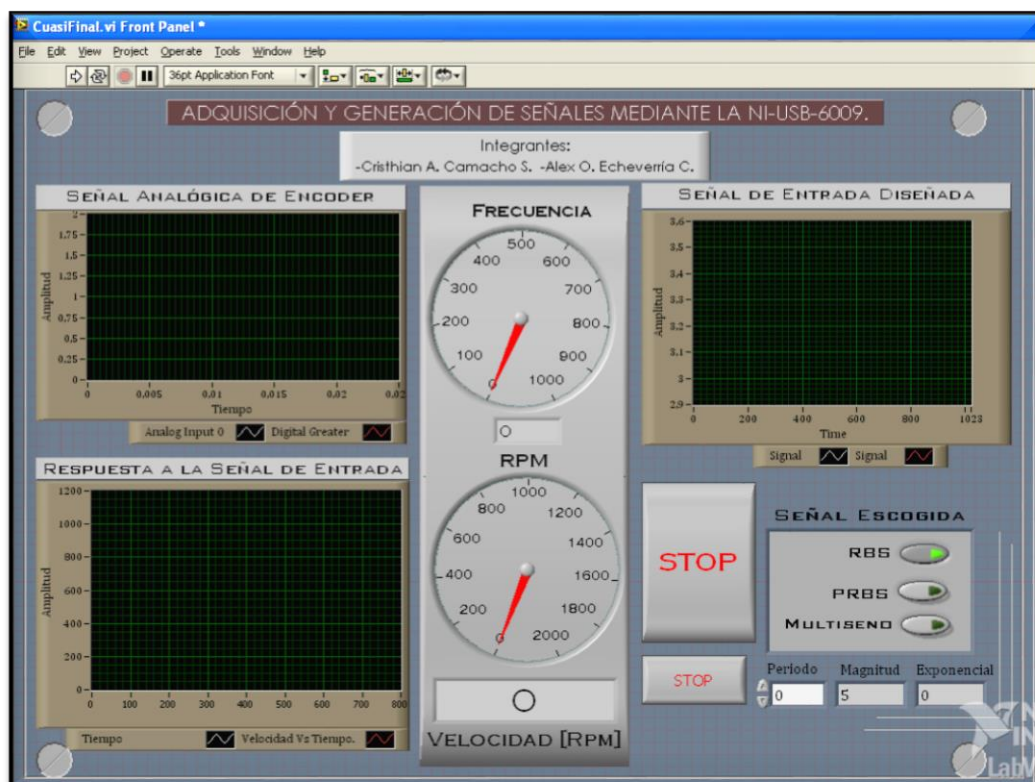 CuasiFinal.vi Front Panel *
File Edit View Project Operate Tools Window Help
36pt Application Font
ADQUISICIÓN Y GENERACIÓN DE SEÑALES MEDIANTE LA NI-USB-6009.
Integrantes:
-Cristhian A. Camacho S. -Alex O. Echeverría C.
SEÑAL ANALÓGICA DE ENCODER
Amplitud
2
1.75
1.5
1.25
1
0.75
0.5
0.25
0
0 0,005 0,01 0,015 0,02 0,02
Tiempo
Analog Input 0 Digital Greater
RESPUESTA A LA SEÑAL DE ENTRADA
Amplitud
1200
1000
800
600
400
200
0
0 100 200 300 400 500 600 700 800
Tiempo Velocidad Vs Tiempo.
FRECUENCIA
0 100 200 300 400 500 600 700 800 900 1000
0
RPM
0 200 400 600 800 1000 1200 1400 1600 1800 2000
0
VELOCIDAD [RPM]
SEÑAL DE ENTRADA DISEÑADA
Amplitud
3.6
3.5
3.4
3.3
3.2
3.1
3
2.9
0 200 400 600 800 1023
Time
Signal Signal
STOP
SEÑAL ESCOGIDA
RBS
PRBS
MULTISENO
STOP
Periodo Magnitud Exponencial
0 5 0